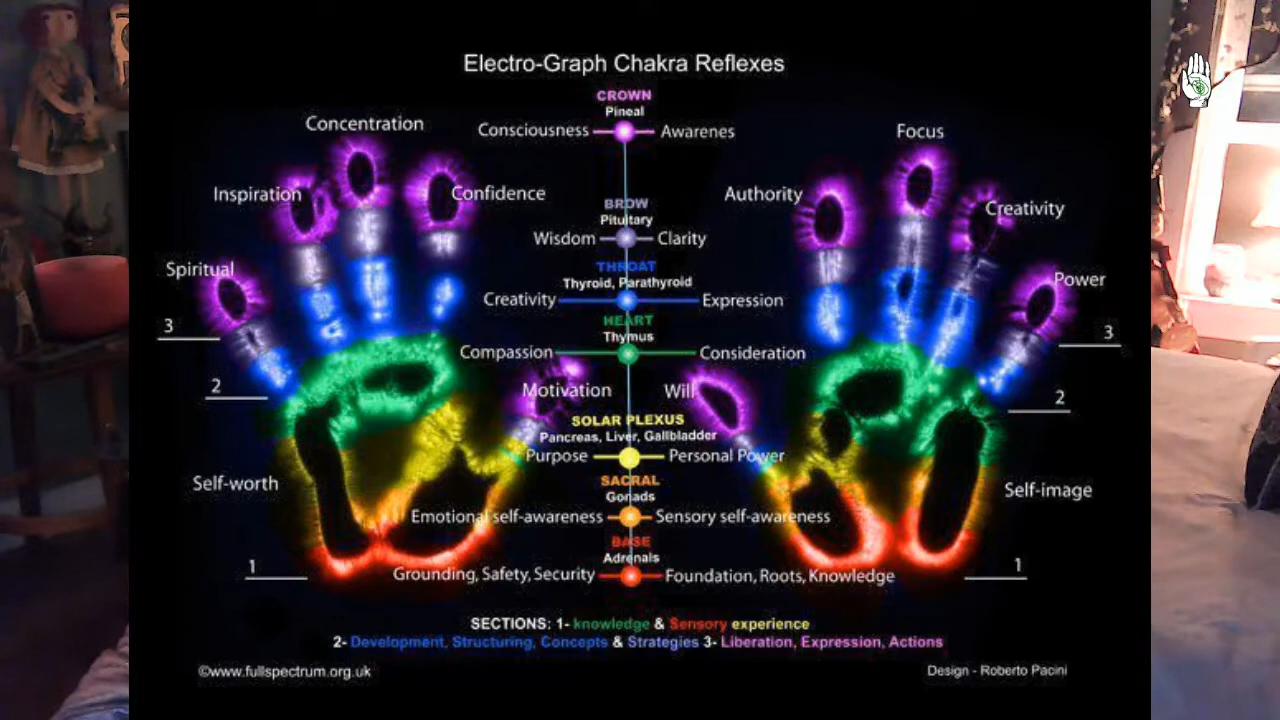 Electro-Graph Chakra Reflexes
CROWN
Pineal
Consciousness Awarenes
Concentration
Inspiration
Confidence
Spiritual
3
2
Self-worth
1
BROW
Pituitary
Wisdom Clarity
THROAT
Thyroid, Parathyroid
Creativity Expression
HEART
Thymus
Compassion Consideration
Motivation Will
SOLAR PLEXUS
Pancreas, Liver, Gallbladder
Purpose Personal Power
SACRAL
Gonads
Emotional self-awareness Sensory self-awareness
BASE
Adrenals
Grounding, Safety, Security Foundation, Roots, Knowledge
Focus
Authority
Creativity
Power
3
2
Self-image
1
SECTIONS: 1- knowledge & Sensory experience
2- Development, Structuring, Concepts & Strategies 3- Liberation, Expression, Actions
©www.fullspectrum.org.uk
Design - Roberto Pacini